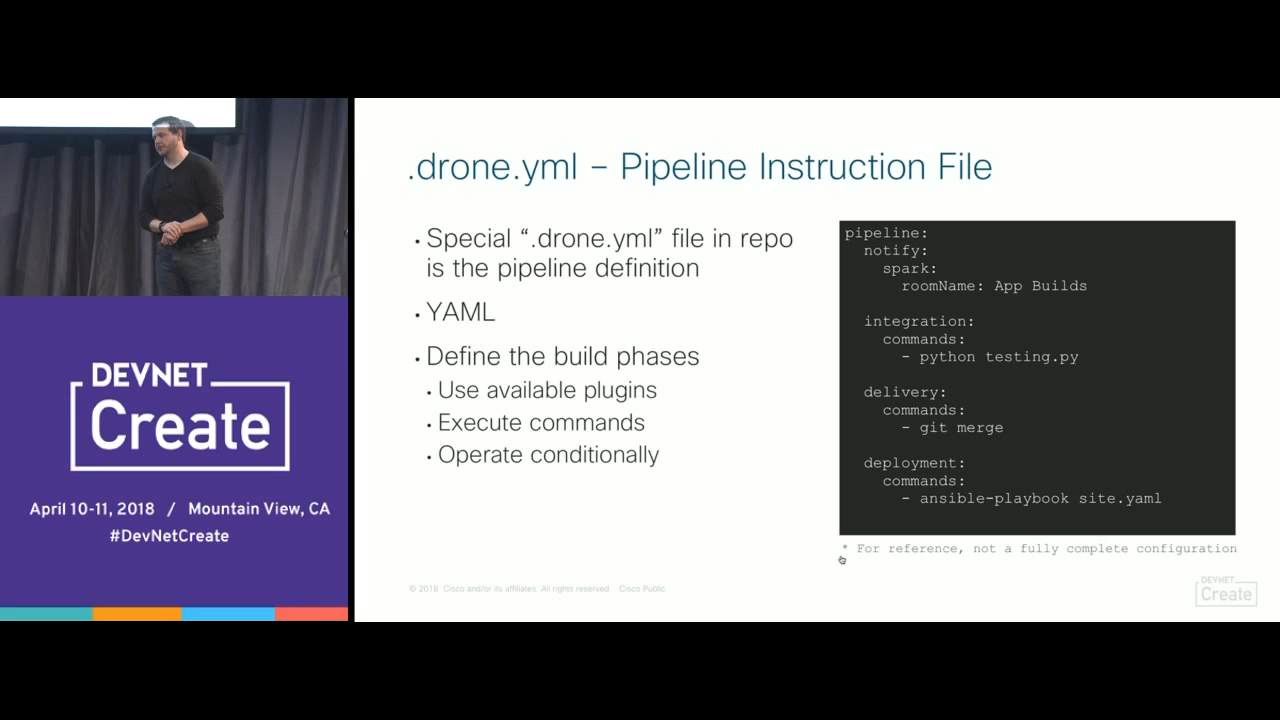 .drone.yml – Pipeline Instruction File
• Special “.drone.yml” file in repo
is the pipeline definition
• YAML
• Define the build phases
• Use available plugins
• Execute commands
• Operate conditionally
pipeline:
  notify:
    spark:
      roomName: App Builds
  integration:
    commands:
      - python testing.py
  delivery:
    commands:
      - git merge
  deployment:
    commands:
      - ansible-playbook site.yaml
* For reference, not a fully complete configuration
© 2018 Cisco and/or its affiliates. All rights reserved. Cisco Public
DEVNET
Create
DEVNET
Create
April 10-11, 2018 / Mountain View, CA
#DevNetCreate